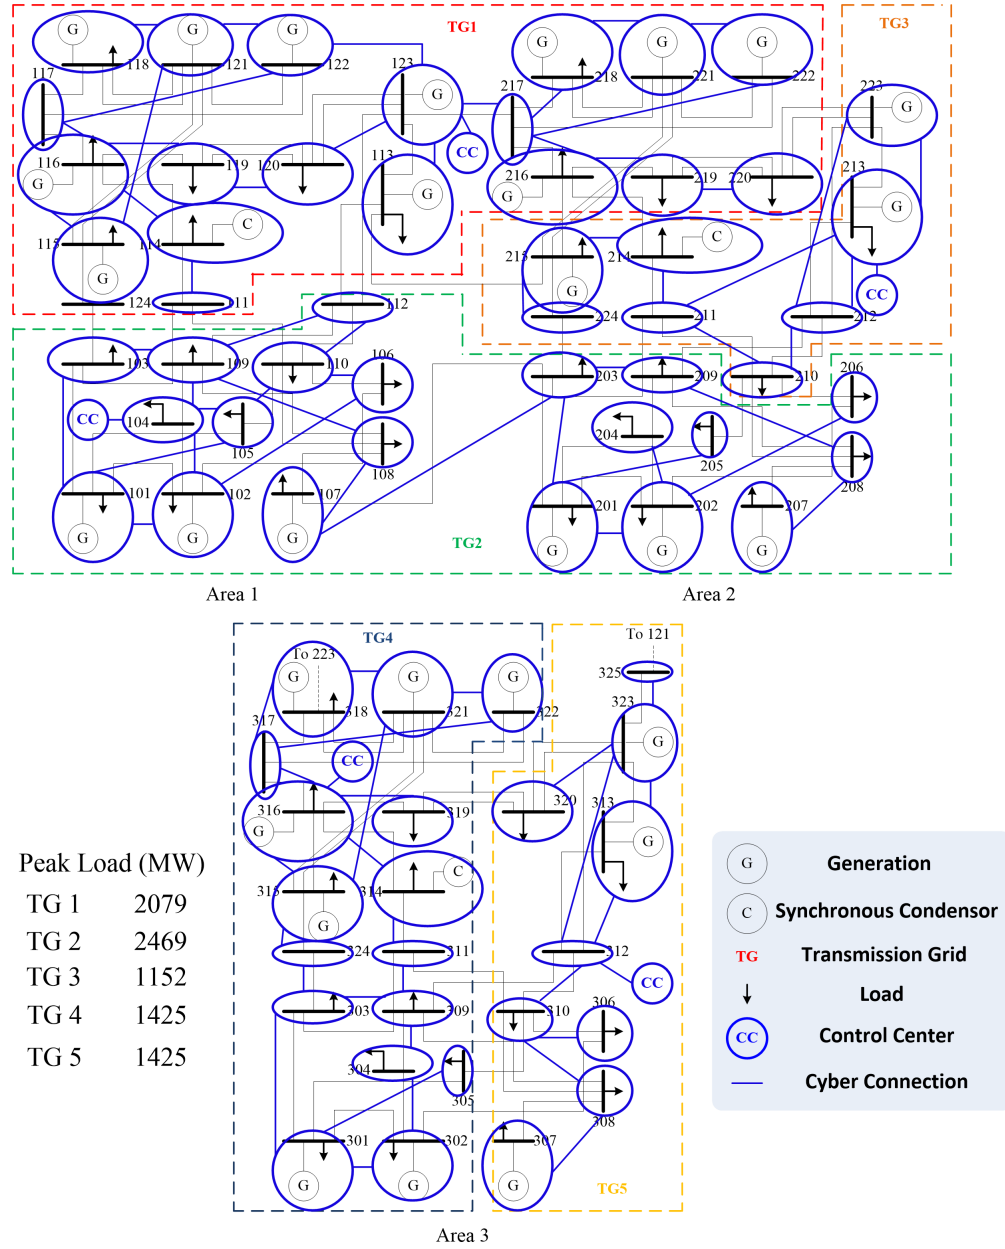 TG1
TG3
G
G
G
G
G
G
118
121
122
117
123
G
218
221
222
217
223
G
CC
116
G
119
120
113
G
216
G
219
220
213
G
115
G
114
C
215
G
214
C
CC
124
111
112
224
211
212
103
109
110
106
203
209
210
206
CC
104
105
108
204
205
208
101
102
107
201
202
207
G
G
G
G
G
G
TG2
Area 1
Area 2
TG4
To 121
To 223
G
G
G
325
318
321
322
317
323
G
CC
316
G
319
320
313
G
315
G
314
C
324
311
312
CC
303
309
310
306
304
305
308
301
302
307
G
G
G
TG5
Area 3
Peak Load (MW)
TG 1 2079
TG 2 2469
TG 3 1152
TG 4 1425
TG 5 1425
G Generation
C Synchronous Condensor
TG Transmission Grid
Load
CC Control Center
Cyber Connection